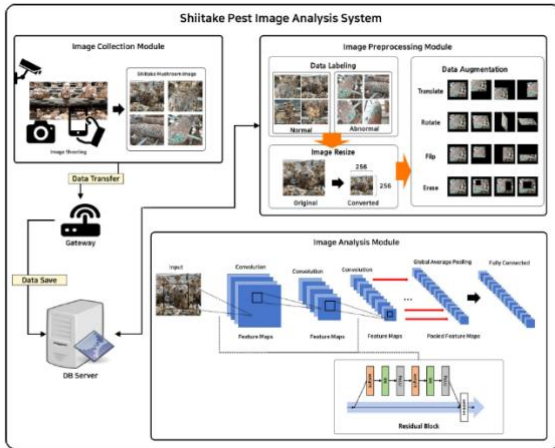 Shiitake Pest Image Analysis System
Image Collection Module
Shiitake Mushroom Image
Image Shooting
Data Transfer
Gateway
Data Save
DB Server
Image Preprocessing Module
Data Labeling
Normal
Abnormal
Image Resize
256
256
Original
Converted
Data Augmentation
Translate
Rotate
Flip
Erase
Image Analysis Module
Input
Convolution
Convolution
Convolution
Global Average Pooling
Fully Connected
...
Feature Maps
Feature Maps
Feature Maps
Pooled Feature Maps
Residual Block